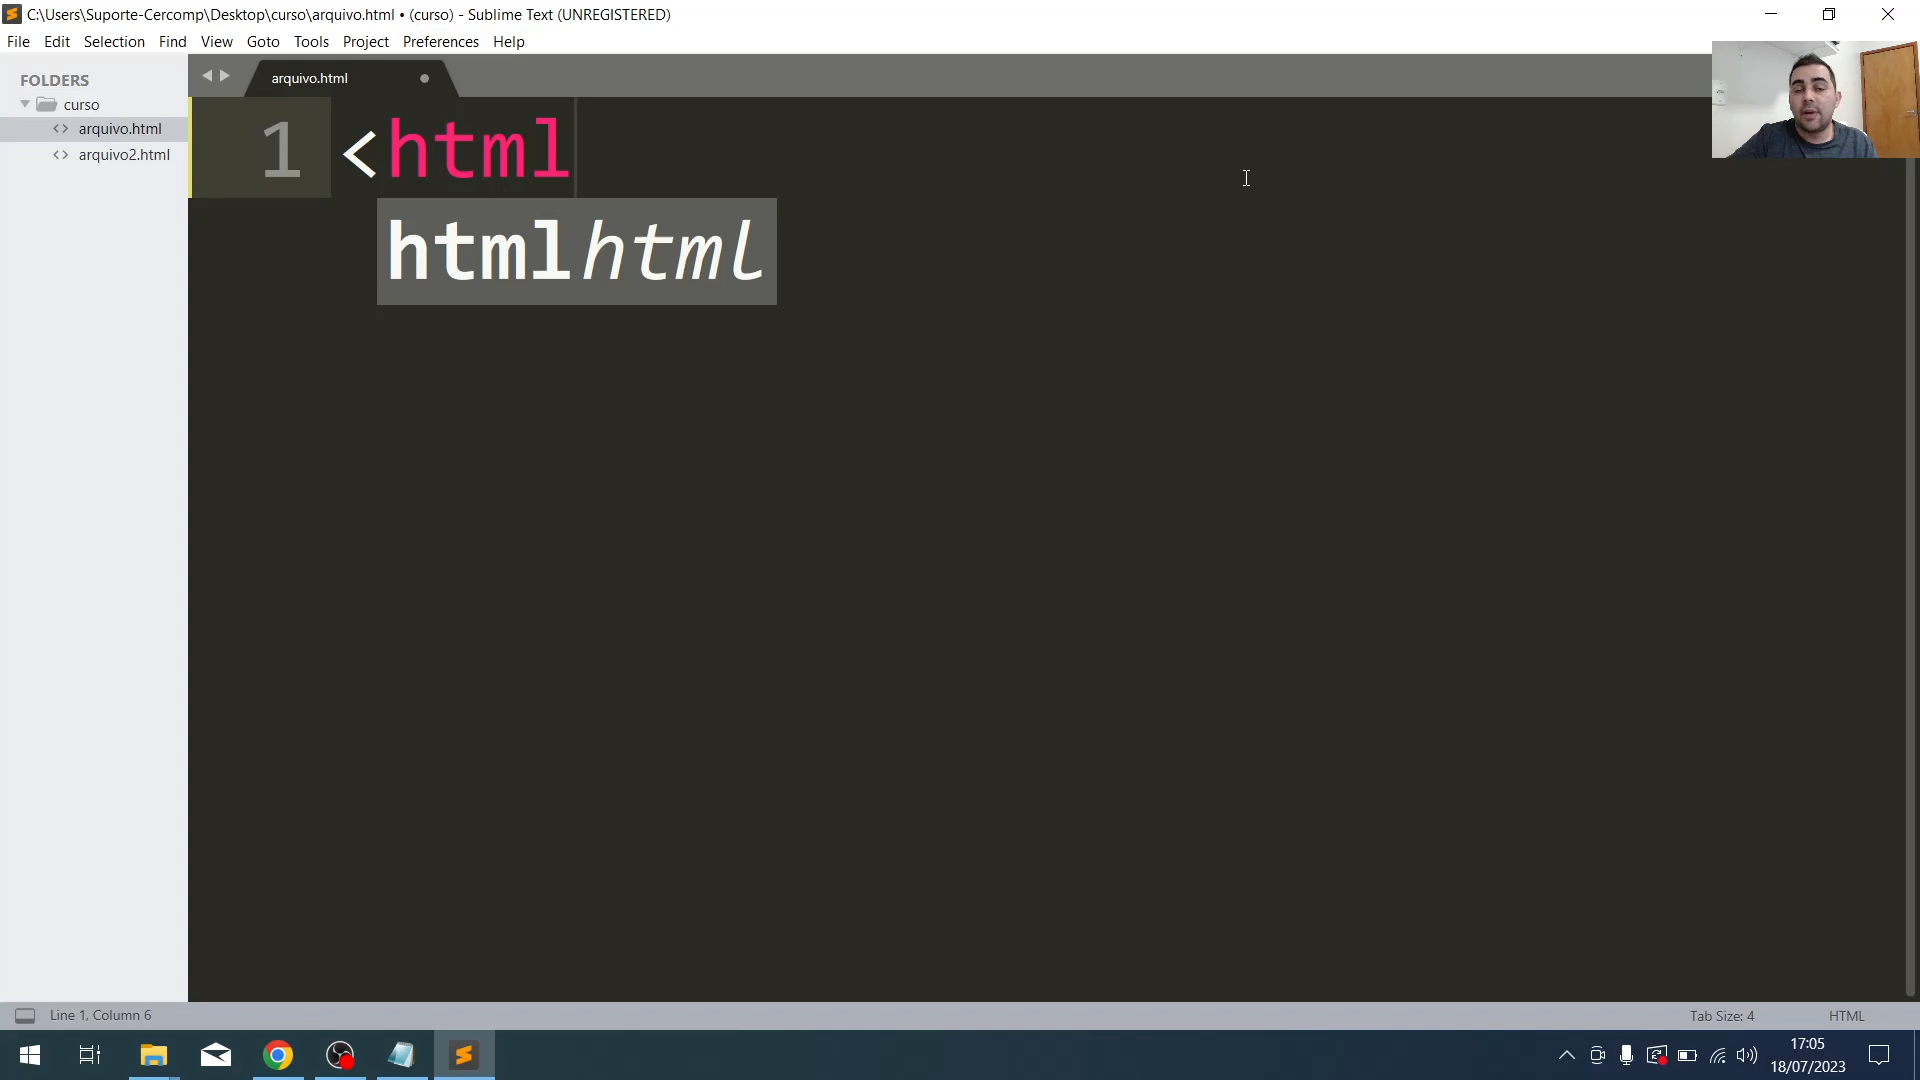 C:\Users\Suporte-Cercomp\Desktop\curso\arquivo.html • (curso) - Sublime Text (UNREGISTERED)
File Edit Selection Find View Goto Tools Project Preferences Help
FOLDERS
curso
arquivo.html
arquivo2.html
arquivo.html
1 <html
html html
Line 1, Column 6
Tab Size: 4
HTML
17:05
18/07/2023